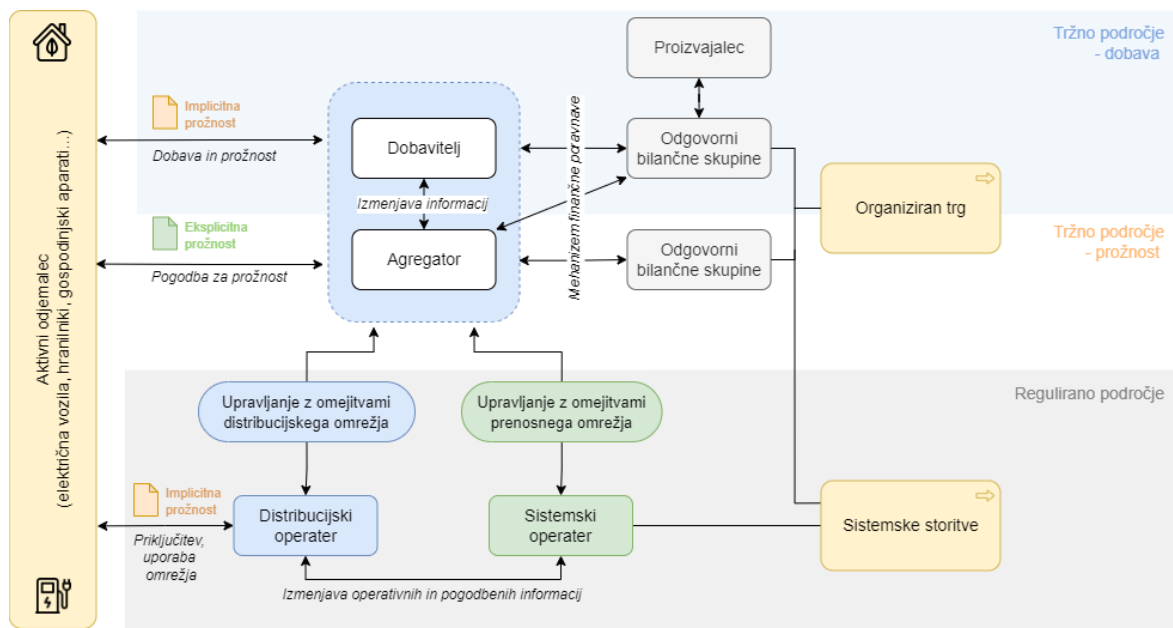 Aktivni odjemalec
(električna vozila, hranilniki, gospodinjski aparati...)
Tržno področje
- dobava
Proizvajalec
Implicitna
prožnost
Dobava in prožnost
Dobavitelj
Izmenjava informacij
Agregator
Mehanizem finančne poravnave
Odgovorni
bilančne skupine
Organiziran trg
Eksplicitna
prožnost
Pogodba za prožnost
Odgovorni
bilančne skupine
Tržno področje
- prožnost
Regulirano področje
Upravljanje z omejitvami
distribucijskega omrežja
Upravljanje z omejitvami
prenosnega omrežja
Implicitna
prožnost
Priključitev,
uporaba
omrežja
Distribucijski
operater
Sistemski
operater
Sistemske storitve
Izmenjava operativnih in pogodbenih informacij